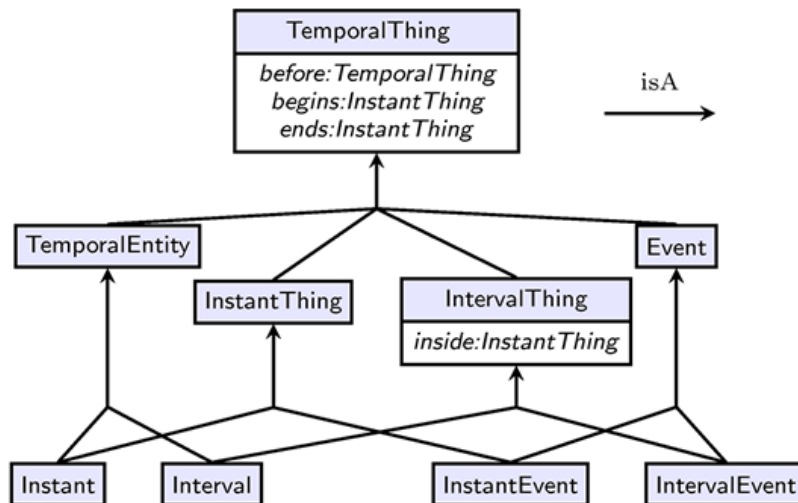 TemporalThing
before:TemporalThing
begins:InstantThing
ends:InstantThing
isA
TemporalEntity
Event
InstantThing
IntervalThing
inside:InstantThing
Instant
Interval
InstantEvent
IntervalEvent